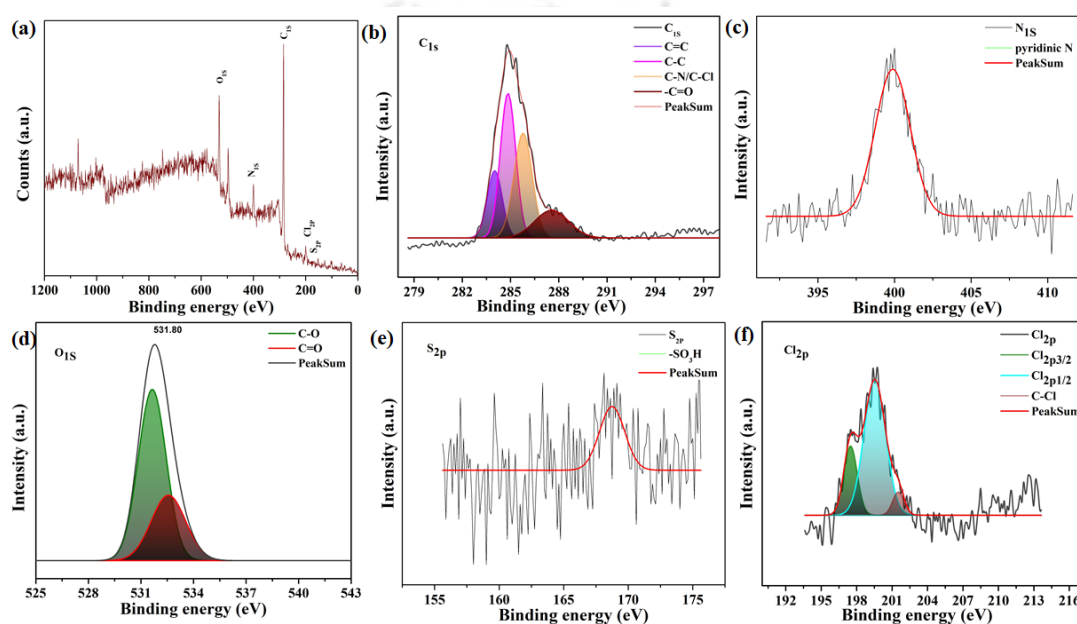 (a)
C1S
O1S
N1S
Cl2P
S2P
Counts (a.u.)
1200 1000 800 600 400 200 0
Binding energy (eV)
(b)
C1s
C1S
C=C
C-C
C-N/C-Cl
-C=O
PeakSum
Intensity (a.u.)
279 282 285 288 291 294 297
Binding energy (eV)
(c)
N1S
pyridinic N
PeakSum
Intensity (a.u.)
395 400 405 410
Binding energy (eV)
(d)
O1S
531.80
C-O
C=O
PeakSum
Intensity (a.u.)
525 528 531 534 537 540 543
Binding energy (eV)
(e)
S2p
S2P
-SO3H
PeakSum
Intensity (a.u.)
155 160 165 170 175
Binding energy (eV)
(f)
Cl2p
Cl2p
Cl2p3/2
Cl2p1/2
C-Cl
PeakSum
Intensity (a.u.)
192 195 198 201 204 207 210 213 216
Binding energy (eV)